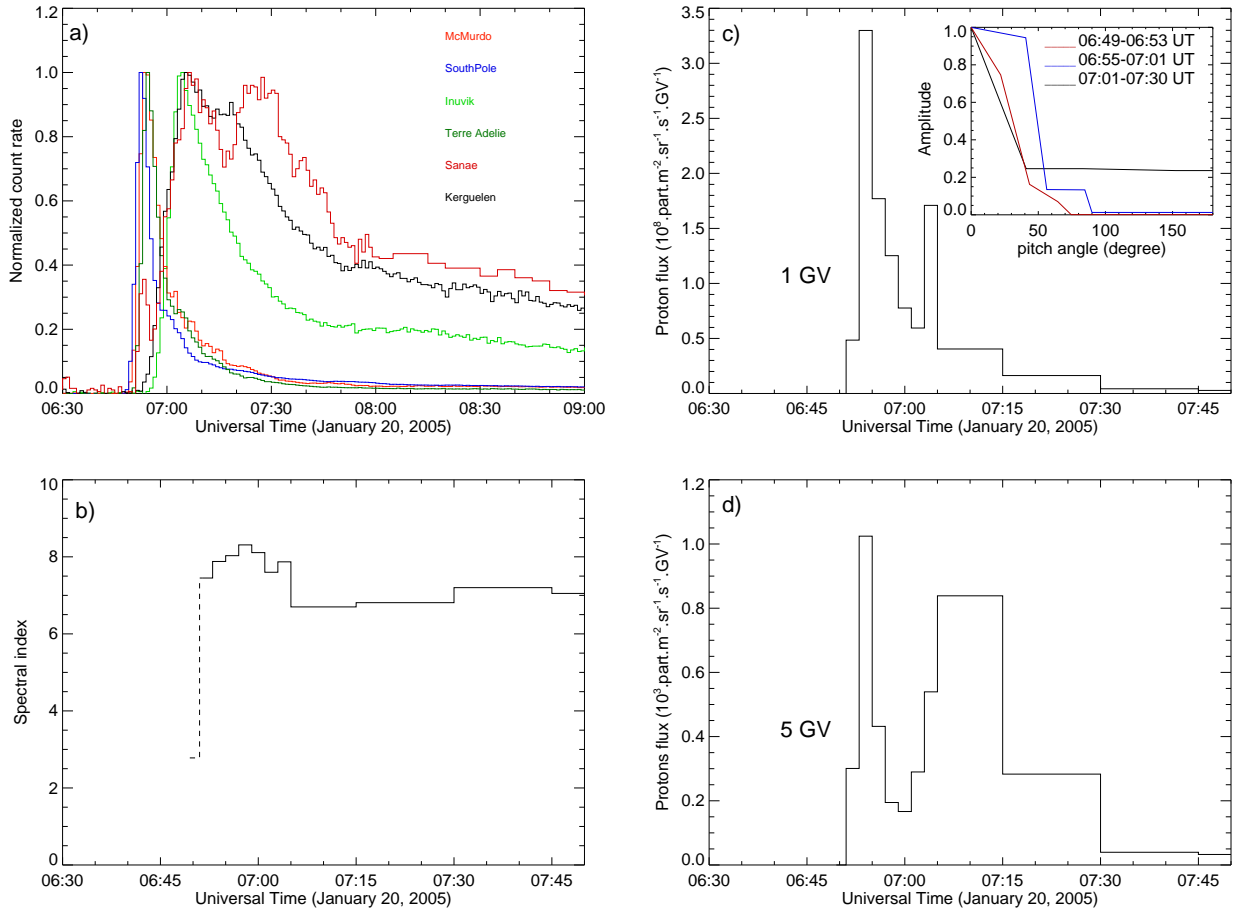 a)
McMurdo
SouthPole
Inuvik
Terre Adelie
Sanae
Kerguelen
Normalized count rate
1.2
1.0
0.8
0.6
0.4
0.2
0.0
06:30 07:00 07:30 08:00 08:30 09:00
Universal Time (January 20, 2005)
c)
1 GV
Proton flux (10⁸.part.m⁻².sr⁻¹.s⁻¹.GV⁻¹)
3.5
3.0
2.5
2.0
1.5
1.0
0.5
0.0
06:30 06:45 07:00 07:15 07:30 07:45
Universal Time (January 20, 2005)
06:49-06:53 UT
06:55-07:01 UT
07:01-07:30 UT
Amplitude
1.0
0.8
0.6
0.4
0.2
0.0
0 50 100 150
pitch angle (degree)
b)
Spectral index
10
8
6
4
2
0
06:30 06:45 07:00 07:15 07:30 07:45
Universal Time (January 20, 2005)
d)
5 GV
Protons flux (10³.part.m⁻².sr⁻¹.s⁻¹.GV⁻¹)
1.2
1.0
0.8
0.6
0.4
0.2
0.0
06:30 06:45 07:00 07:15 07:30 07:45
Universal Time (January 20, 2005)